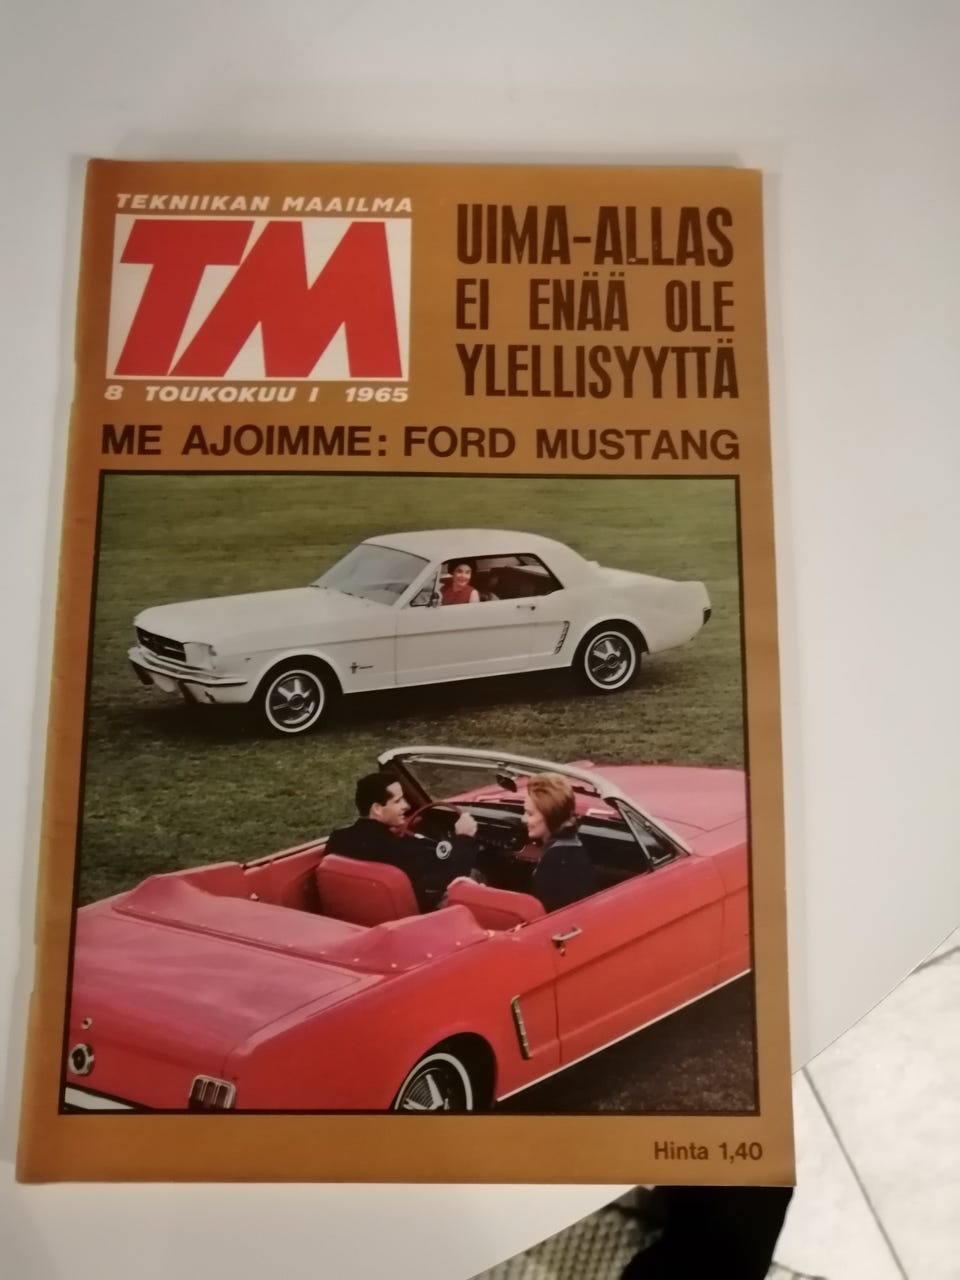 TEKNIIKAN MAAILMA
TM
8 TOUKOKUU I 1965
UIMA-ALLAS
EI ENÄÄ OLE
YLELLISYYTTÄ
ME AJOIMME: FORD MUSTANG
Hinta 1,40